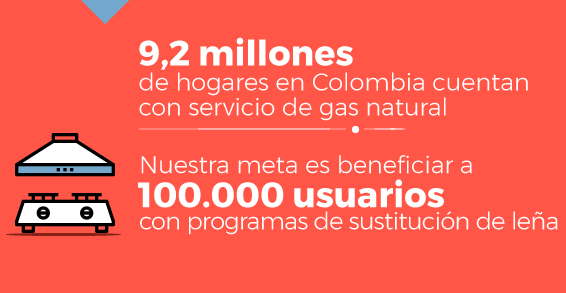 9,2 millones
de hogares en Colombia cuentan
con servicio de gas natural
Nuestra meta es beneficiar a
100.000 usuarios
con programas de sustitución de leña